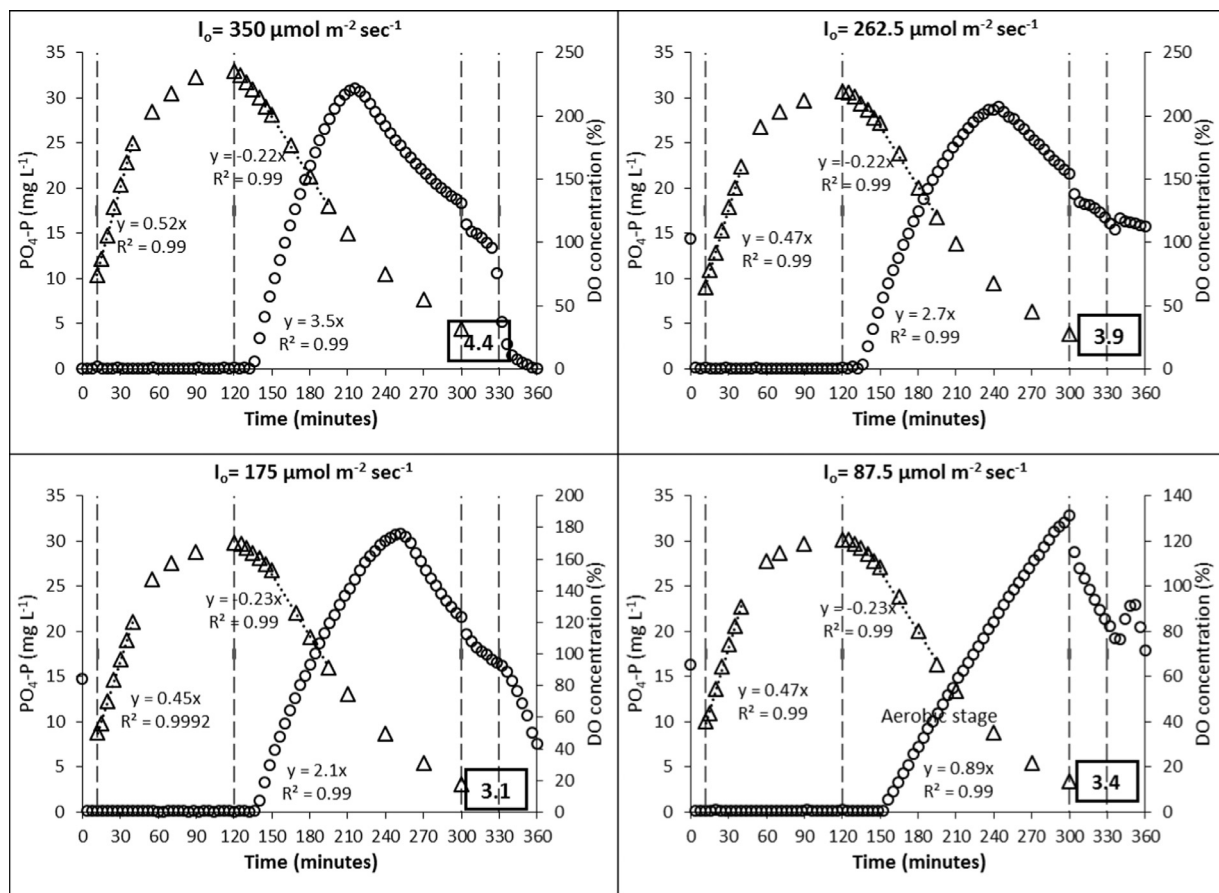 Iₒ= 350 µmol m⁻² sec⁻¹
PO₄-P (mg L⁻¹)
35
30
25
20
15
10
5
0
y = 0.52x
R² = 0.99
y = -0.22x
R² = 0.99
y = 3.5x
R² = 0.99
4.4
250
200
150
100
50
0
DO concentration (%)
0 30 60 90 120 150 180 210 240 270 300 330 360
Time (minutes)
Iₒ= 262.5 µmol m⁻² sec⁻¹
PO₄-P (mg L⁻¹)
35
30
25
20
15
10
5
0
y = 0.47x
R² = 0.99
y = -0.22x
R² = 0.99
y = 2.7x
R² = 0.99
3.9
250
200
150
100
50
0
DO concentration (%)
0 30 60 90 120 150 180 210 240 270 300 330 360
Time (minutes)
Iₒ= 175 µmol m⁻² sec⁻¹
PO₄-P (mg L⁻¹)
35
30
25
20
15
10
5
0
y = 0.45x
R² = 0.9992
y = -0.23x
R² = 0.99
y = 2.1x
R² = 0.99
3.1
200
180
160
140
120
100
80
60
40
20
0
DO concentration (%)
0 30 60 90 120 150 180 210 240 270 300 330 360
Time (minutes)
Iₒ= 87.5 µmol m⁻² sec⁻¹
PO₄-P (mg L⁻¹)
35
30
25
20
15
10
5
0
y = 0.47x
R² = 0.99
y = -0.23x
R² = 0.99
Aerobic stage
y = 0.89x
R² = 0.99
3.4
140
120
100
80
60
40
20
0
DO concentration (%)
0 30 60 90 120 150 180 210 240 270 300 330 360
Time (minutes)